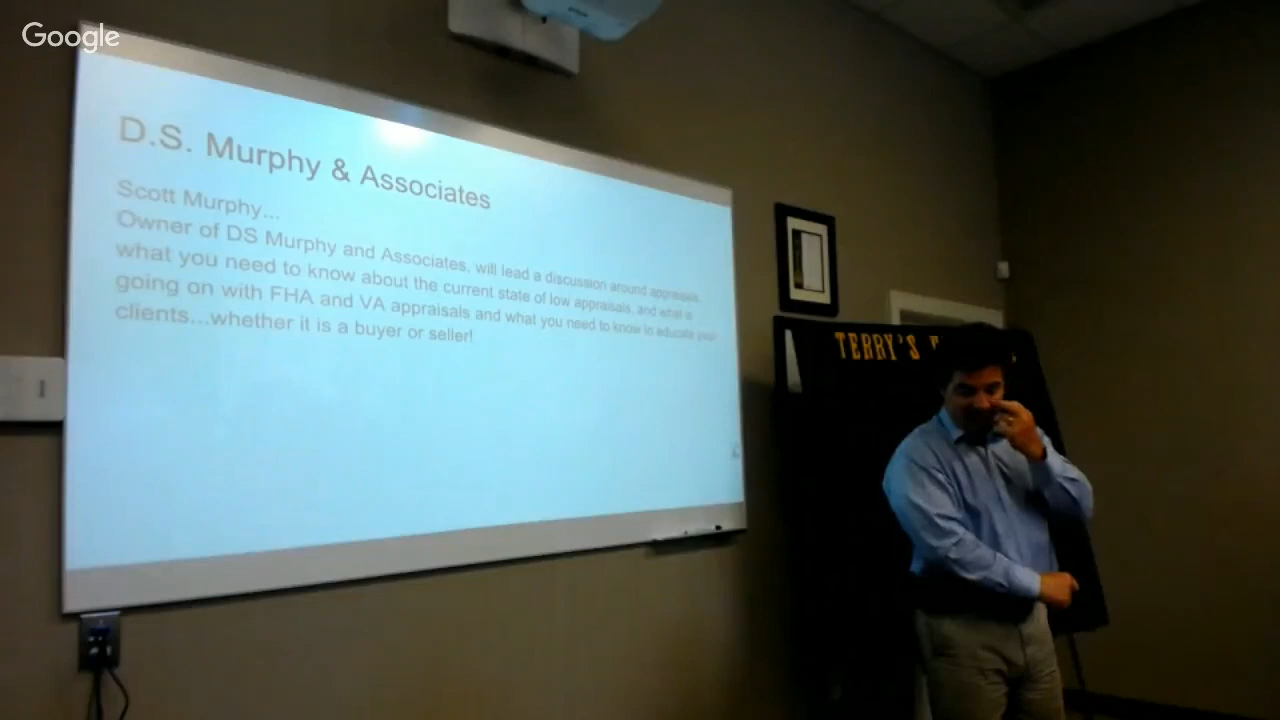 Google
D.S. Murphy & Associates
Scott Murphy...
Owner of DS Murphy and Associates, will lead a discussion around appraisals,
what you need to know about the current state of low appraisals, and what is
going on with FHA and VA appraisals and what you need to know to educate your
clients...whether it is a buyer or seller!
TERRY'S